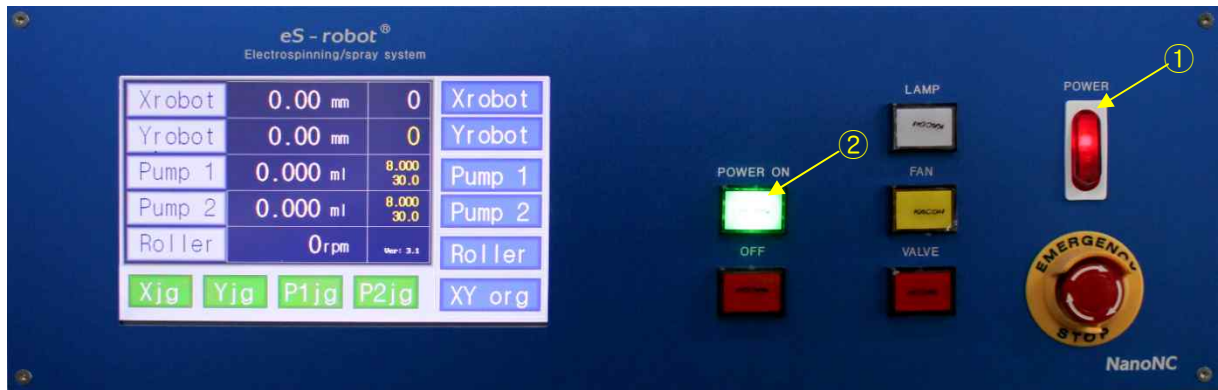 eS - robot®
Electrospinning/spray system
Xrobot 0.00 mm 0 Xrobot
Yrobot 0.00 mm 0 Yrobot
Pump 1 0.000 ml 8.000 30.0 Pump 1
Pump 2 0.000 ml 8.000 30.0 Pump 2
Roller 0rpm Ver: 3.1 Roller
Xjg Yjg P1jg P2jg XY org
POWER ON
②
OFF
LAMP
KACON
FAN
KACON
VALVE
①
POWER
EMERGENCY
STOP
NanoNC